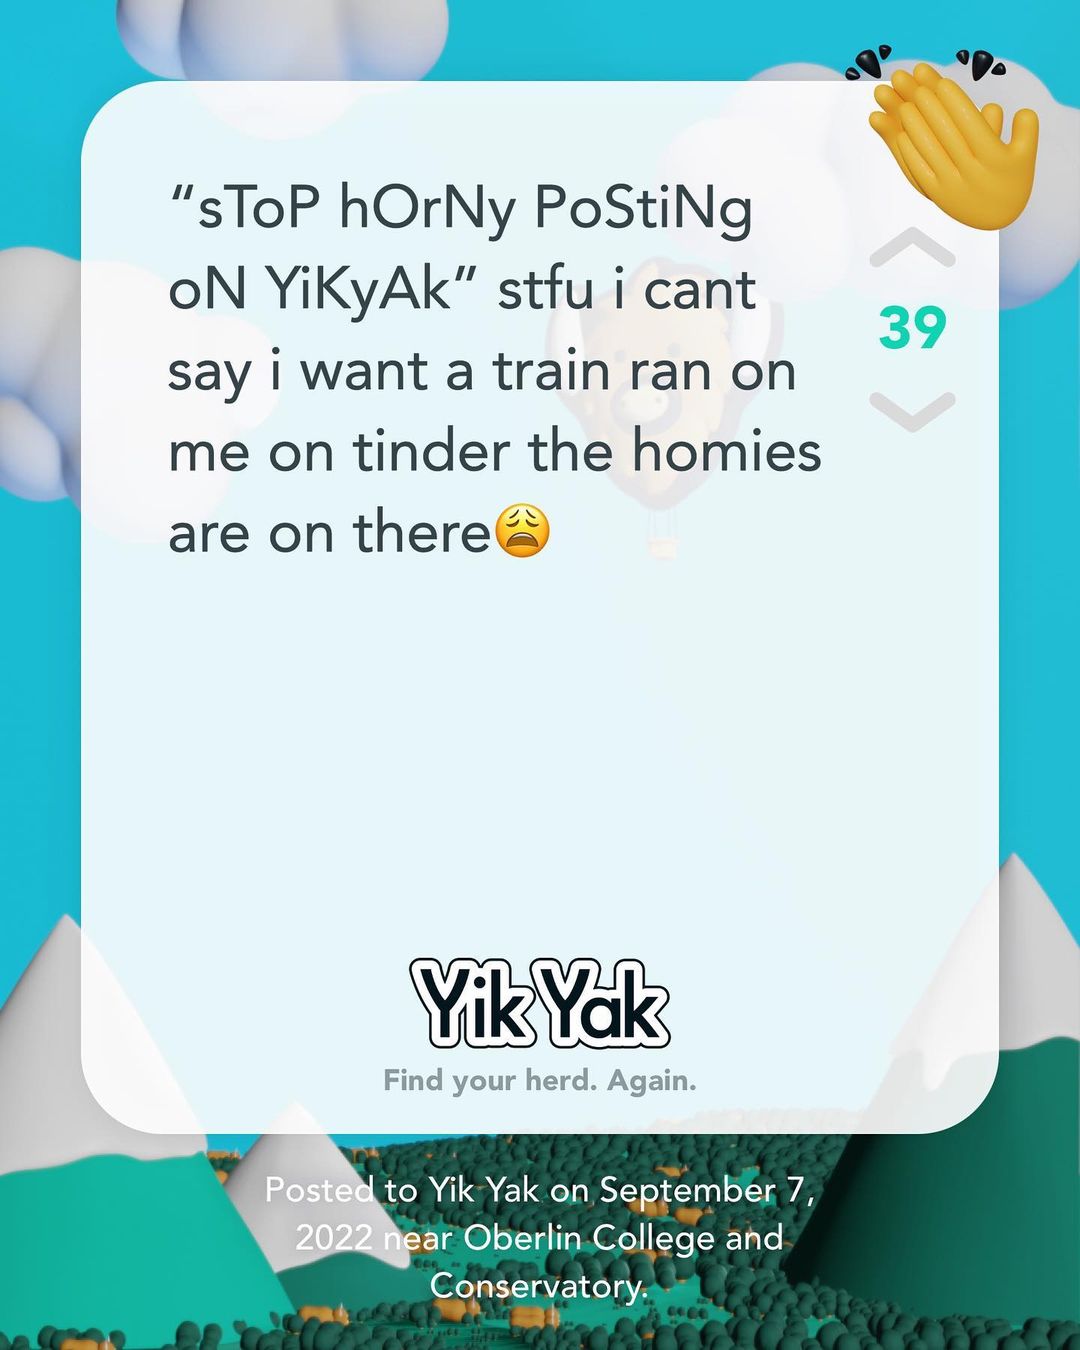 “sToP hOrNy PoStiNg
oN YiKyAk” stfu i cant
say i want a train ran on
me on tinder the homies
are on there😩
39
Yik Yak
Find your herd. Again.
Posted to Yik Yak on September 7,
2022 near Oberlin College and
Conservatory.